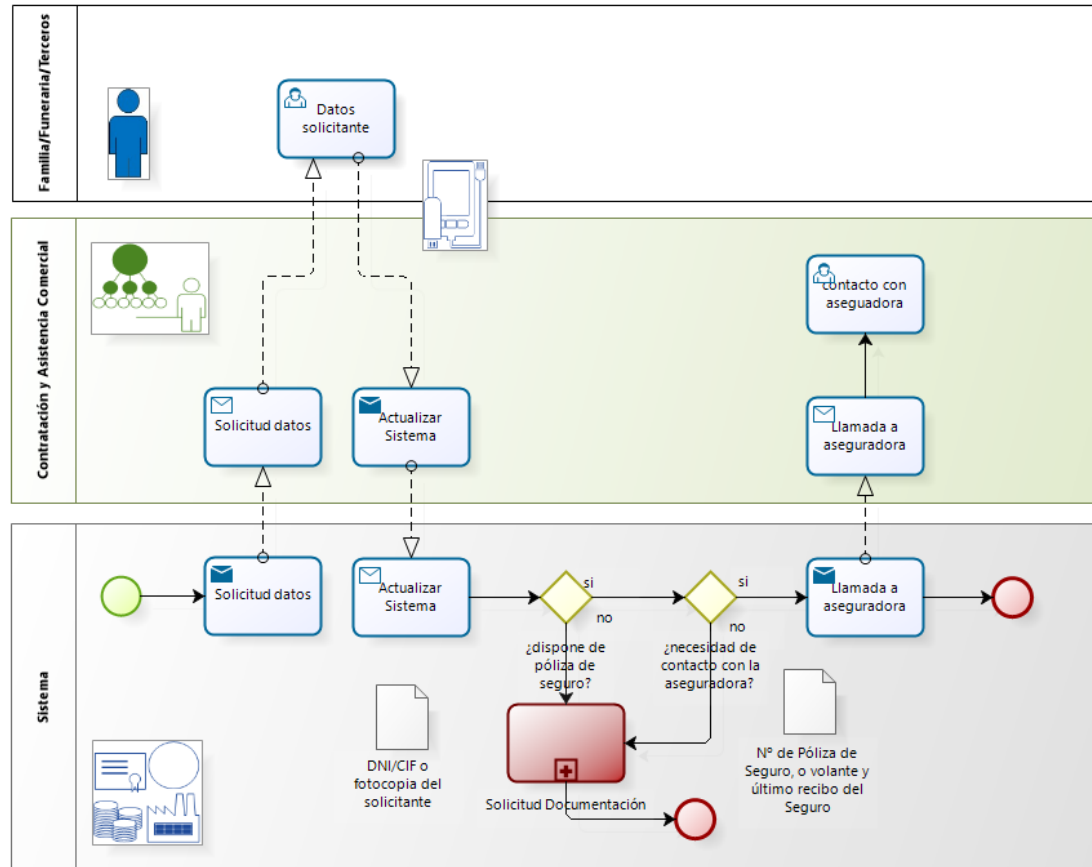 Familia/Funeraria/Terceros
Datos
solicitante
Contratación y Asistencia Comercial
contacto con
aseguadora
Solicitud datos
Actualizar
Sistema
Llamada a
aseguradora
Sistema
Solicitud datos
Actualizar
Sistema
si
no
¿dispone de
póliza de
seguro?
si
no
¿necesidad de
contacto con la
aseguradora?
Llamada a
aseguradora
DNI/CIF o
fotocopia del
solicitante
Solicitud Documentación
Nº de Póliza de
Seguro, o volante y
último recibo del
Seguro